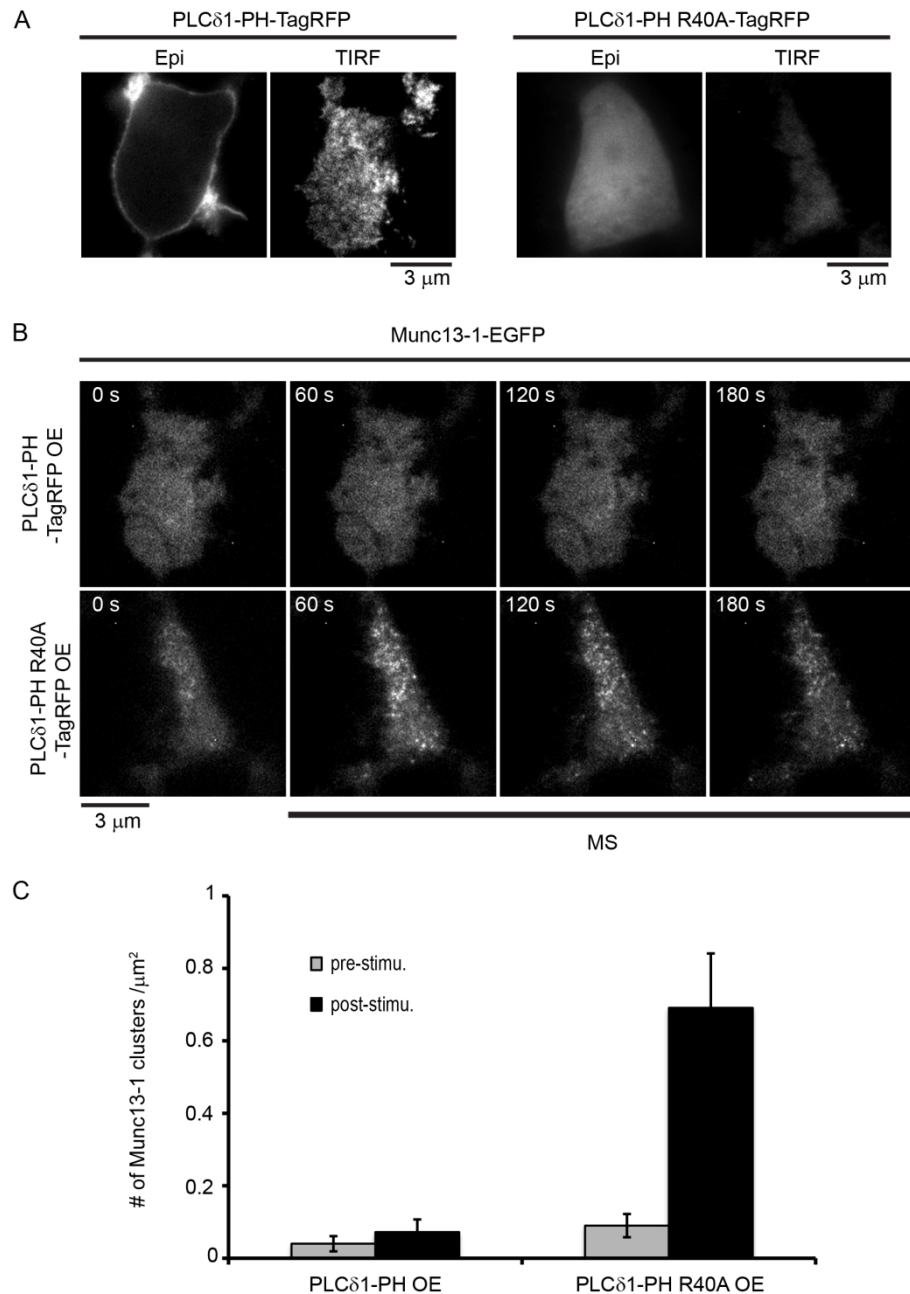 A
PLCδ1-PH-TagRFP
PLCδ1-PH R40A-TagRFP
Epi
TIRF
Epi
TIRF
3 μm
3 μm
B
Munc13-1-EGFP
PLCδ1-PH
-TagRFP OE
0 s
60 s
120 s
180 s
PLCδ1-PH R40A
-TagRFP OE
0 s
60 s
120 s
180 s
3 μm
MS
C
# of Munc13-1 clusters /μm²
1
0.8
0.6
0.4
0.2
0
pre-stimu.
post-stimu.
PLCδ1-PH OE
PLCδ1-PH R40A OE